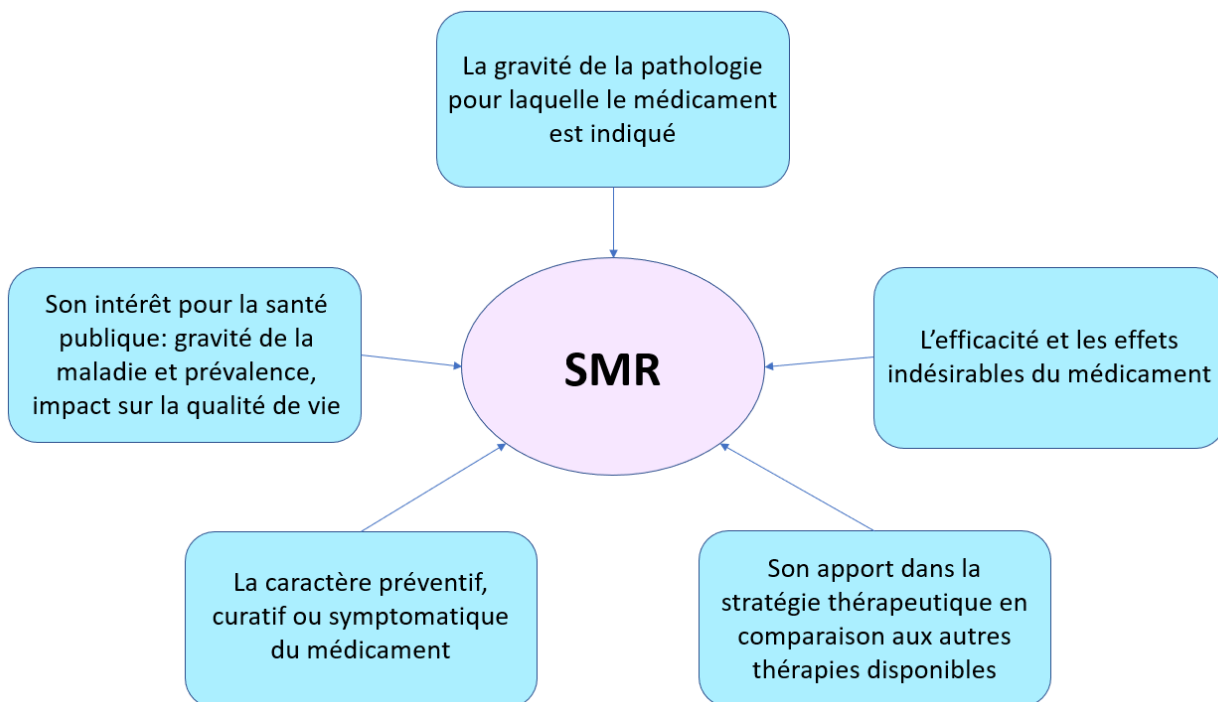 La gravité de la pathologie
pour laquelle le médicament
est indiqué
Son intérêt pour la santé
publique: gravité de la
maladie et prévalence,
impact sur la qualité de vie
SMR
L’efficacité et les effets
indésirables du médicament
La caractère préventif,
curatif ou symptomatique
du médicament
Son apport dans la
stratégie thérapeutique en
comparaison aux autres
thérapies disponibles